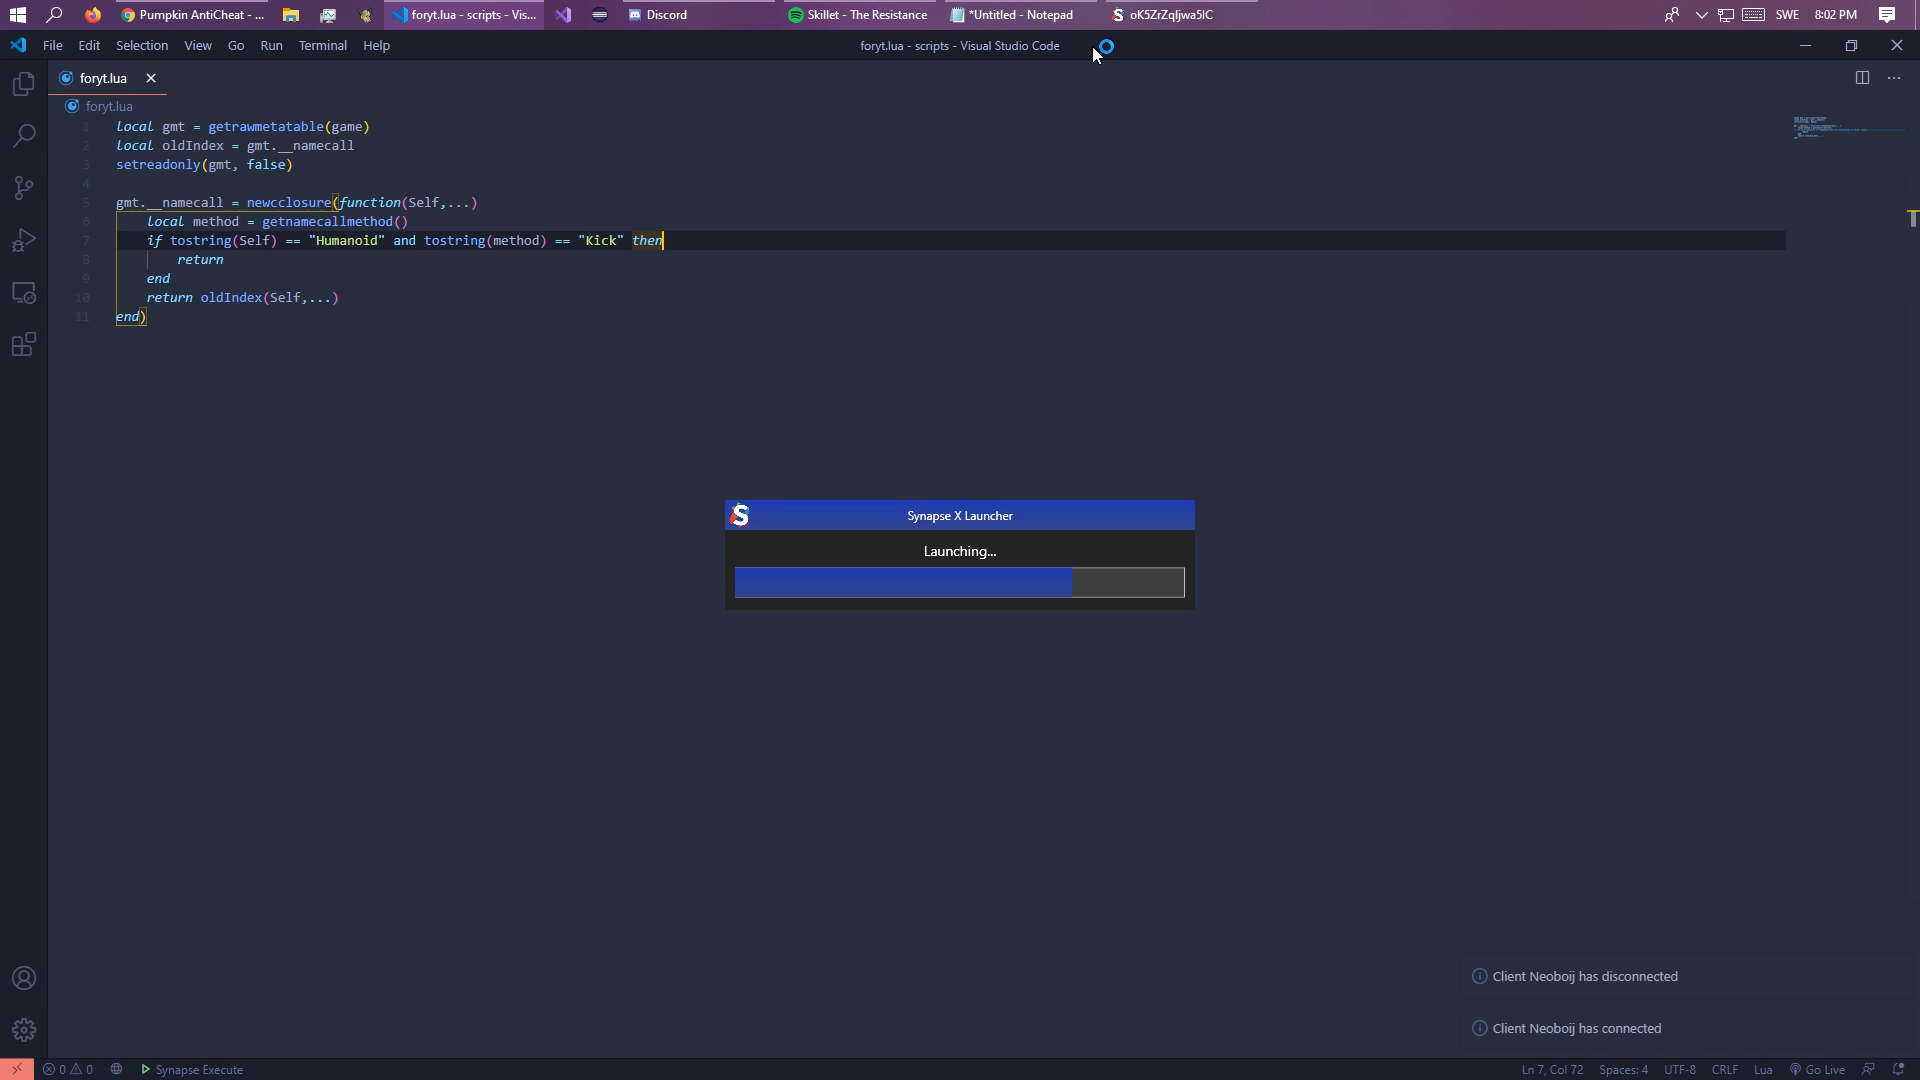 Pumpkin AntiCheat - ...
foryt.lua - scripts - Vis...
Discord
Skillet - The Resistance
*Untitled - Notepad
oK5ZrZqljwa5lC
SWE
8:02 PM
File Edit Selection View Go Run Terminal Help
foryt.lua - scripts - Visual Studio Code
foryt.lua
foryt.lua
1 local gmt = getrawmetatable(game)
2 local oldIndex = gmt.__namecall
3 setreadonly(gmt, false)
4
5 gmt.__namecall = newcclosure(function(Self,...)
6 local method = getnamecallmethod()
7 if tostring(Self) == "Humanoid" and tostring(method) == "Kick" then
8 return
9 end
10 return oldIndex(Self,...)
11 end)
Synapse X Launcher
Launching...
Client Neoboij has disconnected
Client Neoboij has connected
0 0 Synapse Execute
Ln 7, Col 72 Spaces: 4 UTF-8 CRLF Lua Go Live